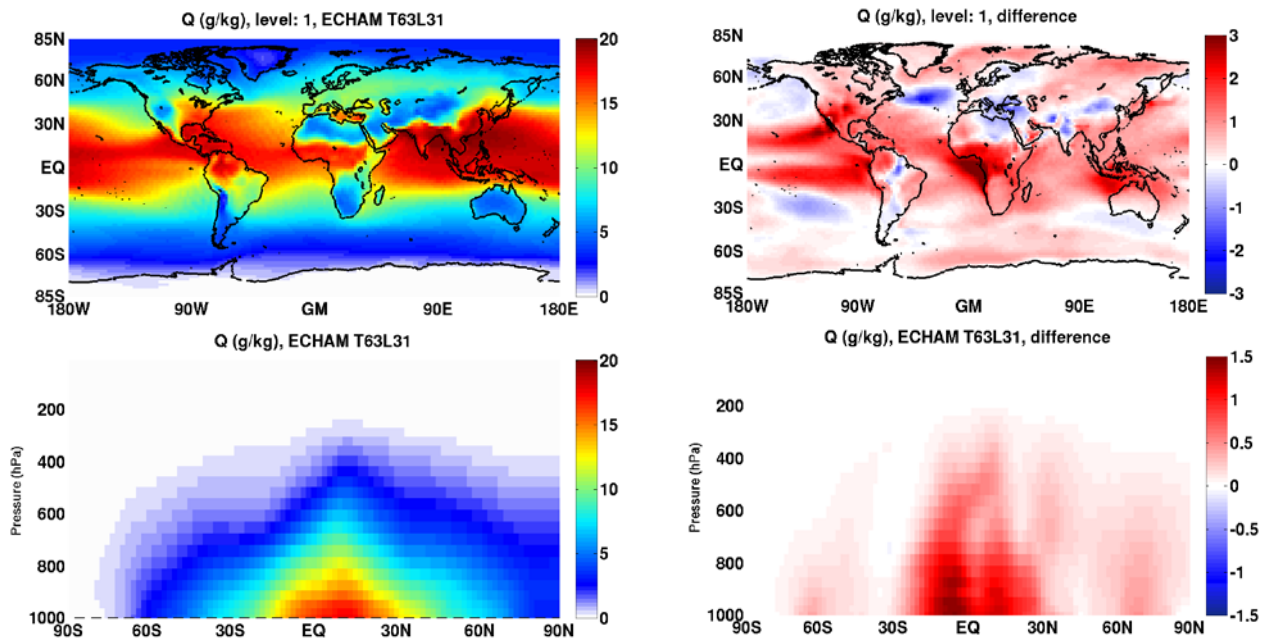 Q (g/kg), level: 1, ECHAM T63L31
85N
60N
30N
EQ
30S
60S
85S
180W
90W
GM
90E
180E
20
15
10
5
0
Q (g/kg), level: 1, difference
85N
60N
30N
EQ
30S
60S
85S
180W
90W
GM
90E
180E
3
2
1
0
-1
-2
-3
Q (g/kg), ECHAM T63L31
Pressure (hPa)
200
400
600
800
1000
90S
60S
30S
EQ
30N
60N
90N
20
15
10
5
0
Q (g/kg), ECHAM T63L31, difference
Pressure (hPa)
200
400
600
800
1000
90S
60S
30S
EQ
30N
60N
90N
1.5
1
0.5
0
-0.5
-1
-1.5